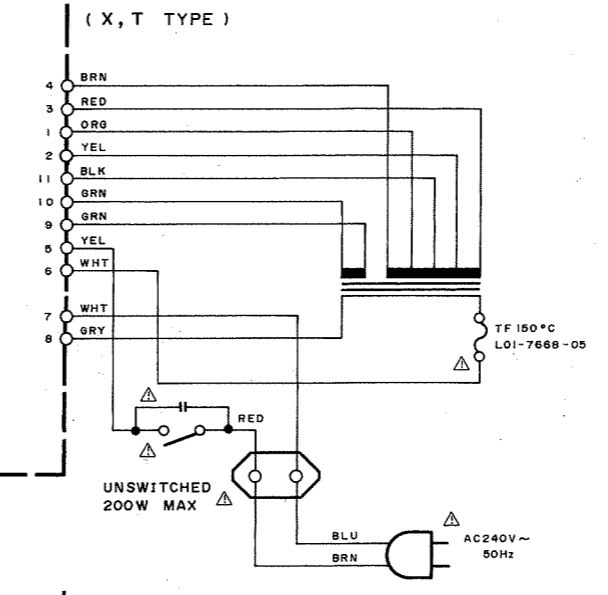 (X,T TYPE)
4 BRN
3 RED
1 ORG
2 YEL
11 BLK
10 GRN
9 GRN
5 YEL
6 WHT
7 WHT
8 GRY
TF 150°C
L01-7668-05
RED
UNSWITCHED
200W MAX
BLU
BRN
AC240V~
50Hz